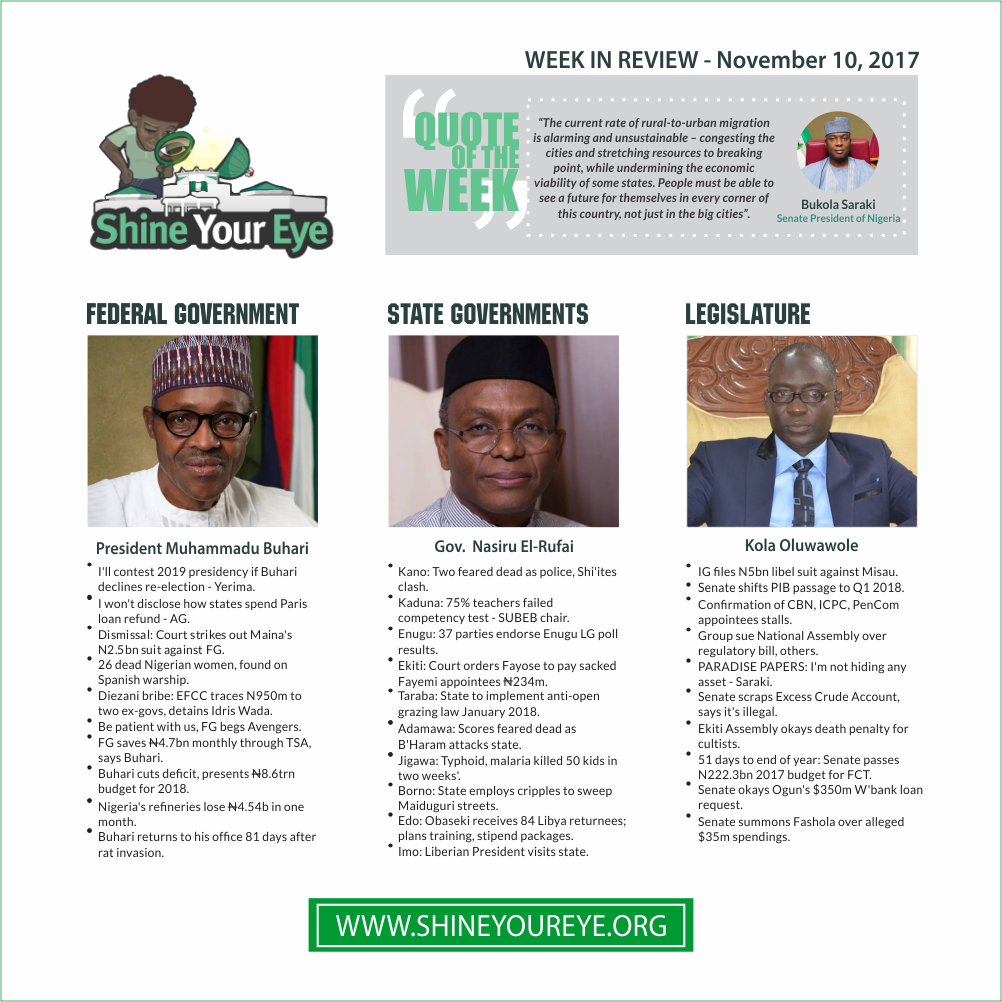 WEEK IN REVIEW - November 10, 2017
Shine Your Eye
QUOTE
OF THE
WEEK
“The current rate of rural-to-urban migration
is alarming and unsustainable – congesting the
cities and stretching resources to breaking
point, while undermining the economic
viability of some states. People must be able to
see a future for themselves in every corner of
this country, not just in the big cities”.
Bukola Saraki
Senate President of Nigeria
FEDERAL GOVERNMENT
President Muhammadu Buhari
• I'll contest 2019 presidency if Buhari
declines re-election - Yerima.
• I won't disclose how states spend Paris
loan refund - AG.
• Dismissal: Court strikes out Maina's
N2.5bn suit against FG.
• 26 dead Nigerian women, found on
Spanish warship.
• Diezani bribe: EFCC traces N950m to
two ex-govs, detains Idris Wada.
• Be patient with us, FG begs Avengers.
• FG saves ₦4.7bn monthly through TSA,
says Buhari.
• Buhari cuts deficit, presents ₦8.6trn
budget for 2018.
• Nigeria's refineries lose ₦4.54b in one
month.
• Buhari returns to his office 81 days after
rat invasion.
STATE GOVERNMENTS
Gov. Nasiru El-Rufai
• Kano: Two feared dead as police, Shi'ites
clash.
• Kaduna: 75% teachers failed
competency test - SUBEB chair.
• Enugu: 37 parties endorse Enugu LG poll
results.
• Ekiti: Court orders Fayose to pay sacked
Fayemi appointees ₦234m.
• Taraba: State to implement anti-open
grazing law January 2018.
• Adamawa: Scores feared dead as
B'Haram attacks state.
• Jigawa: Typhoid, malaria killed 50 kids in
two weeks'.
• Borno: State employs cripples to sweep
Maiduguri streets.
• Edo: Obaseki receives 84 Libya returnees;
plans training, stipend packages.
• Imo: Liberian President visits state.
LEGISLATURE
Kola Oluwawole
• IG files N5bn libel suit against Misau.
• Senate shifts PIB passage to Q1 2018.
• Confirmation of CBN, ICPC, PenCom
appointees stalls.
• Group sue National Assembly over
regulatory bill, others.
• PARADISE PAPERS: I'm not hiding any
asset - Saraki.
• Senate scraps Excess Crude Account,
says it's illegal.
• Ekiti Assembly okays death penalty for
cultists.
• 51 days to end of year: Senate passes
N222.3bn 2017 budget for FCT.
• Senate okays Ogun's $350m W'bank loan
request.
• Senate summons Fashola over alleged
$35m spendings.
WWW.SHINEYOUREYE.ORG